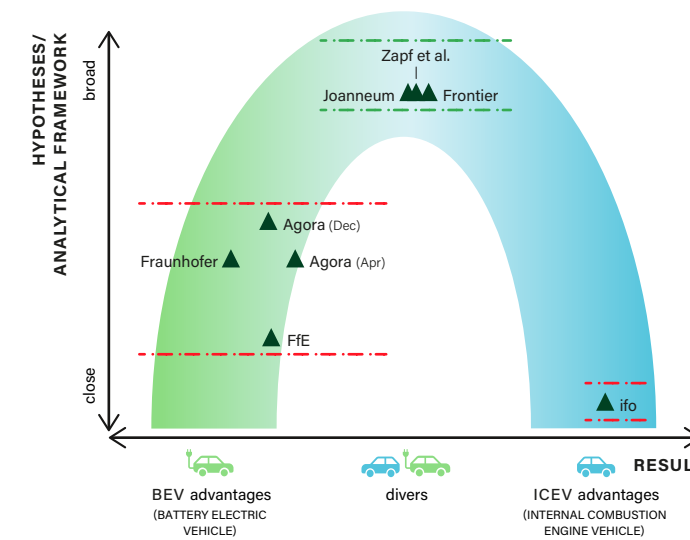 HYPOTHESES/
ANALYTICAL FRAMEWORK
broad
close
Zapf et al.
Joanneum
Frontier
Agora (Dec)
Fraunhofer
Agora (Apr)
FfE
ifo
RESUL
BEV advantages
(BATTERY ELECTRIC
VEHICLE)
divers
ICEV advantages
(INTERNAL COMBUSTION
ENGINE VEHICLE)